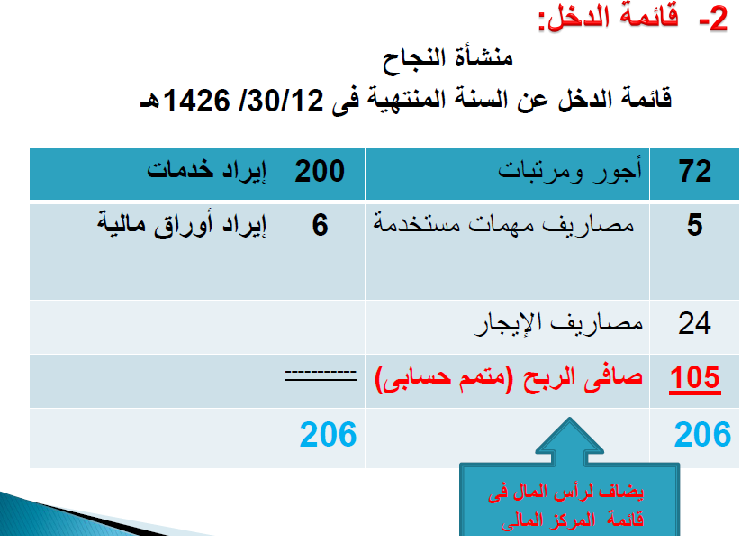 2- قائمة الدخل:
منشأة النجاح
قائمة الدخل عن السنة المنتهية فى 30/12/ 1426هـ
72 أجور ومرتبات 200 إيراد خدمات
5 مصاريف مهمات مستخدمة 6 إيراد أوراق مالية
24 مصاريف الإيجار
105 صافى الربح (متمم حسابى) -----------
206 206
يضاف لرأس المال فى
قائمة المركز المالى